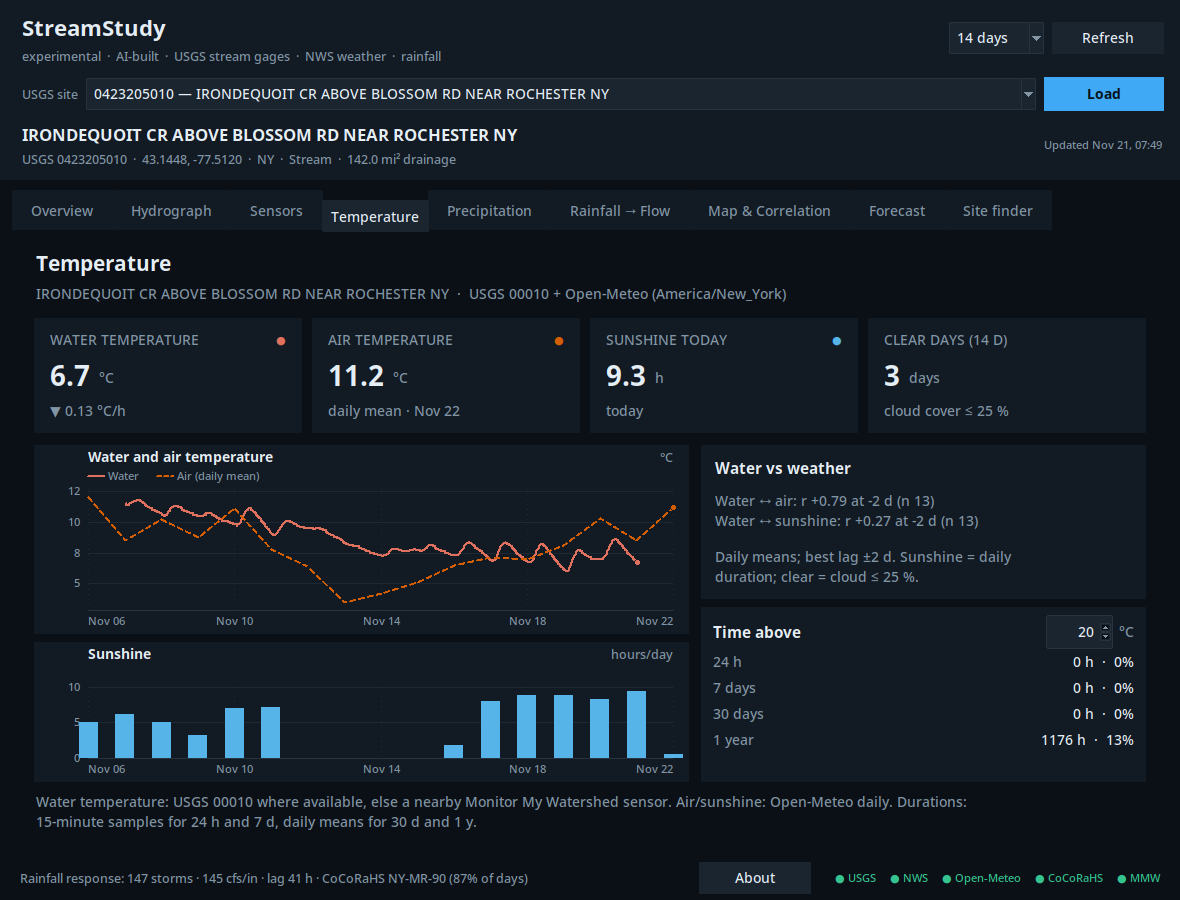 StreamStudy
experimental · AI-built · USGS stream gages · NWS weather · rainfall
14 days
Refresh
USGS site
0423205010 — IRONDEQUOIT CR ABOVE BLOSSOM RD NEAR ROCHESTER NY
Load
IRONDEQUOIT CR ABOVE BLOSSOM RD NEAR ROCHESTER NY
USGS 0423205010 · 43.1448, -77.5120 · NY · Stream · 142.0 mi² drainage
Updated Nov 21, 07:49
Overview Hydrograph Sensors Temperature Precipitation Rainfall → Flow Map & Correlation Forecast Site finder
Temperature
IRONDEQUOIT CR ABOVE BLOSSOM RD NEAR ROCHESTER NY · USGS 00010 + Open-Meteo (America/New_York)
WATER TEMPERATURE
6.7 °C
▼ 0.13 °C/h
AIR TEMPERATURE
11.2 °C
daily mean · Nov 22
SUNSHINE TODAY
9.3 h
today
CLEAR DAYS (14 D)
3 days
cloud cover ≤ 25 %
Water and air temperature
°C
Water Air (daily mean)
12
10
8
5
Nov 06 Nov 10 Nov 14 Nov 18 Nov 22
Sunshine
hours/day
10
5
0
Nov 06 Nov 10 Nov 14 Nov 18 Nov 22
Water vs weather
Water ↔ air: r +0.79 at -2 d (n 13)
Water ↔ sunshine: r +0.27 at -2 d (n 13)
Daily means; best lag ±2 d. Sunshine = daily
duration; clear = cloud ≤ 25 %.
Time above
20 °C
24 h 0 h · 0%
7 days 0 h · 0%
30 days 0 h · 0%
1 year 1176 h · 13%
Water temperature: USGS 00010 where available, else a nearby Monitor My Watershed sensor. Air/sunshine: Open-Meteo daily. Durations:
15-minute samples for 24 h and 7 d, daily means for 30 d and 1 y.
Rainfall response: 147 storms · 145 cfs/in · lag 41 h · CoCoRaHS NY-MR-90 (87% of days)
About
USGS NWS Open-Meteo CoCoRaHS MMW